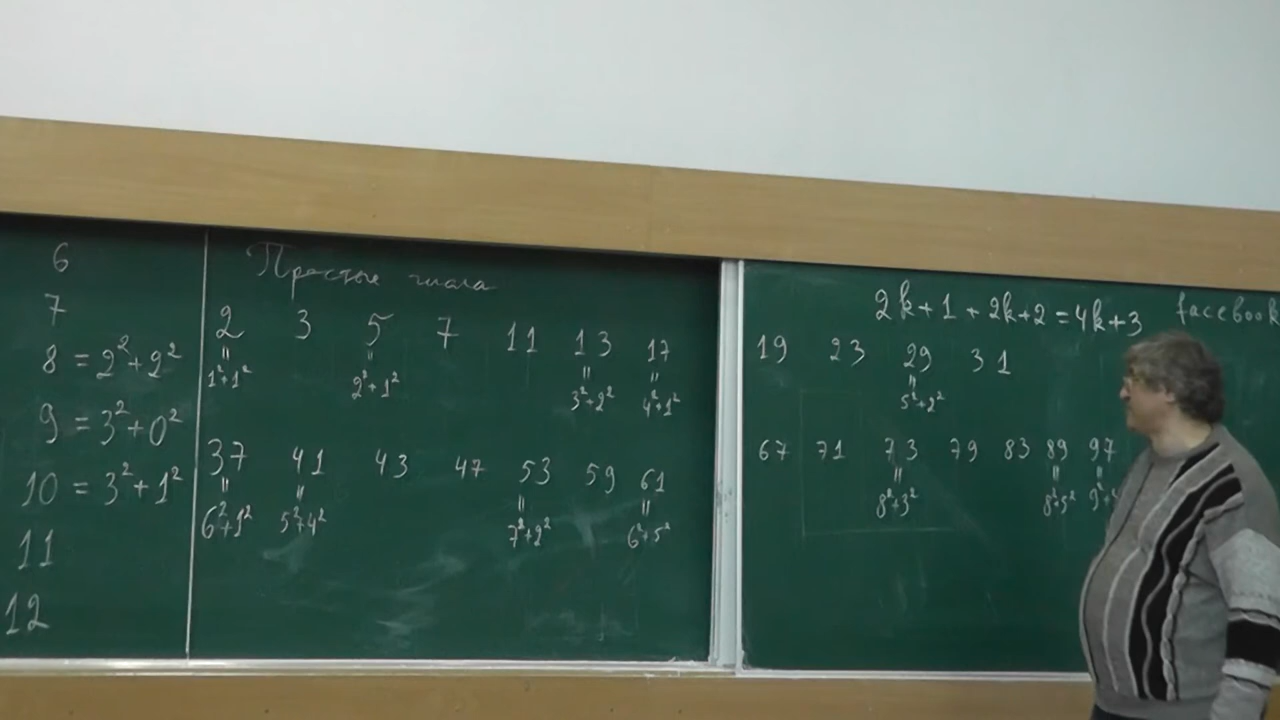 6
7
8 = 2² + 2²
9 = 3² + 0²
10 = 3² + 1²
11
12
Простые числа
2 3 5 7 11 13 17
॥ ॥ ॥ ॥
1²+1² 2²+1² 3²+2² 4²+1²
37 41 43 47 53 59 61
॥ ॥ ॥ ॥
6²+1² 5²+4² 7²+2² 6²+5²
2k+1 + 2k+2 = 4k+3 facebook
19 23 29 31
॥
5²+2²
67 71 73 79 83 89 97
॥ ॥ ॥
8²+3² 8²+5² 9²+4